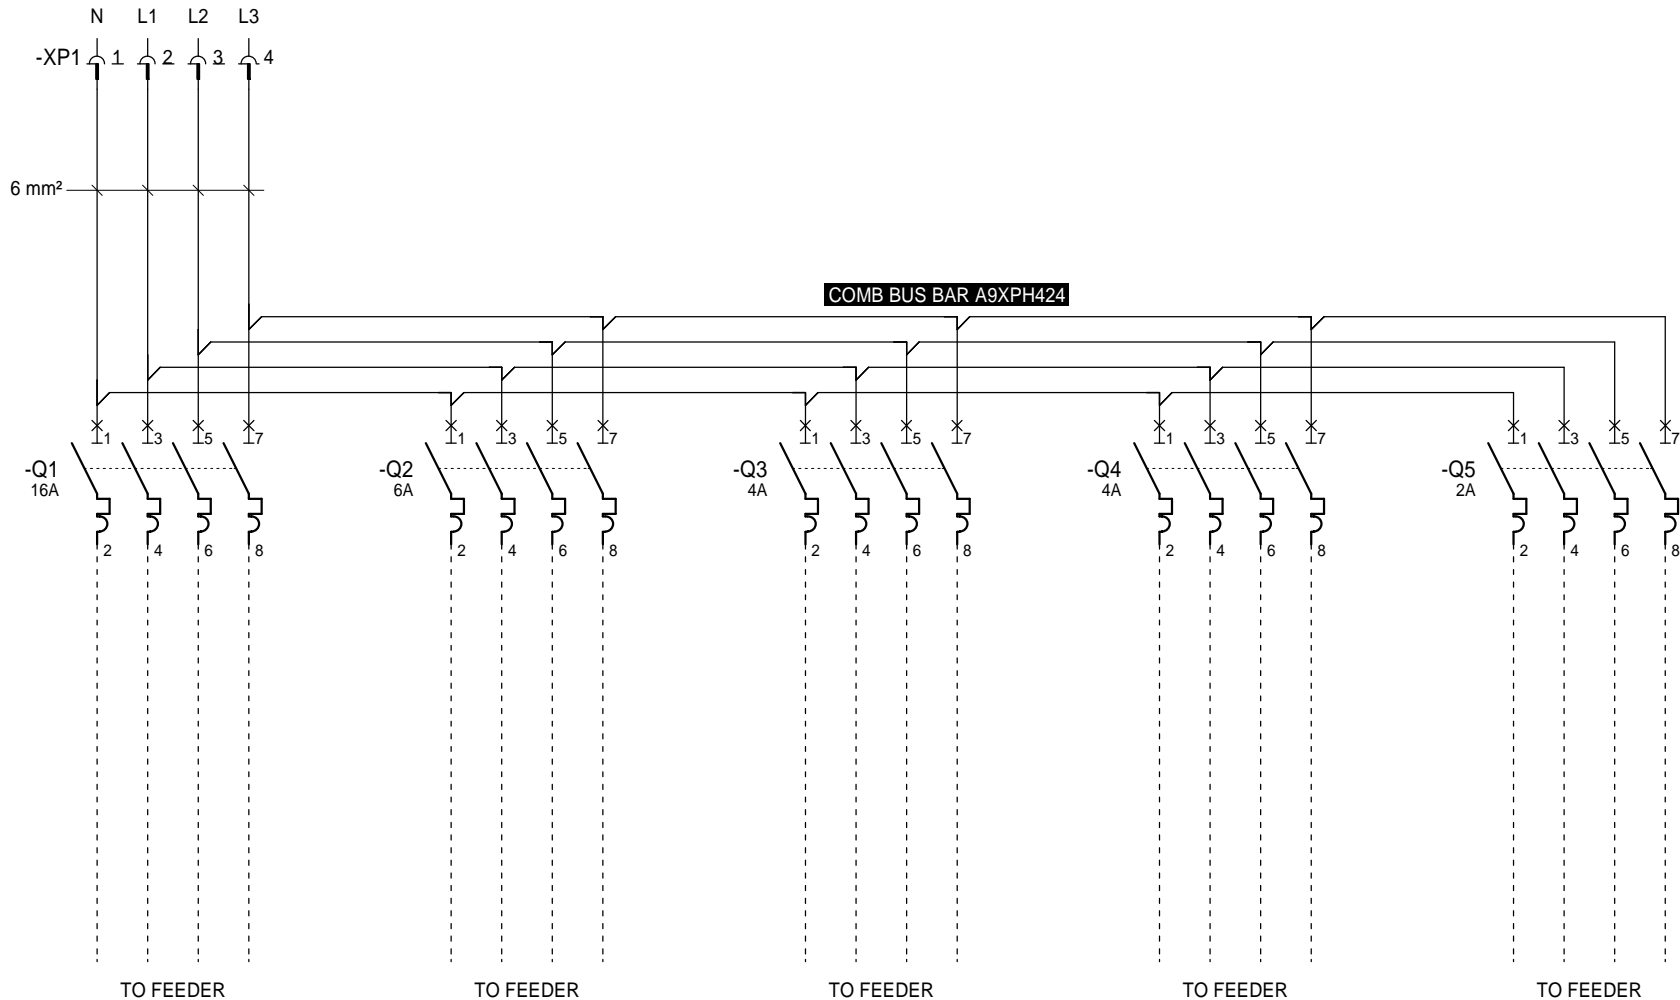 N L1 L2 L3
-XP1 1 2 3 4
6 mm²
COMB BUS BAR A9XPH424
1 3 5 7 1 3 5 7 1 3 5 7 1 3 5 7 1 3 5 7
-Q1 -Q2 -Q3 -Q4 -Q5
16A 6A 4A 4A 2A
2 4 6 8 2 4 6 8 2 4 6 8 2 4 6 8 2 4 6 8
TO FEEDER TO FEEDER TO FEEDER TO FEEDER TO FEEDER